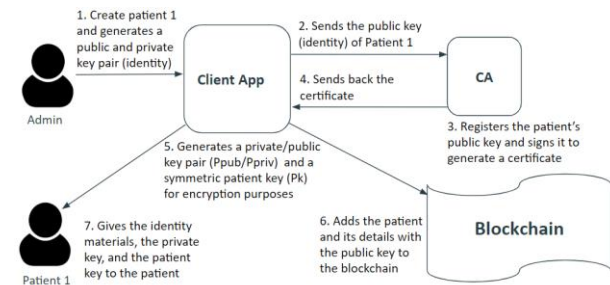 1. Create patient 1
and generates a
public and private
key pair (identity)
Admin
Client App
2. Sends the public key
(identity) of Patient 1
4. Sends back the
certificate
CA
3. Registers the patient's
public key and signs it to
generate a certificate
5. Generates a private/public
key pair (Ppub/Ppriv) and a
symmetric patient key (Pk)
for encryption purposes
7. Gives the identity
materials, the private
key, and the patient
key to the patient
Patient 1
6. Adds the patient
and its details with
the public key to
the blockchain
Blockchain